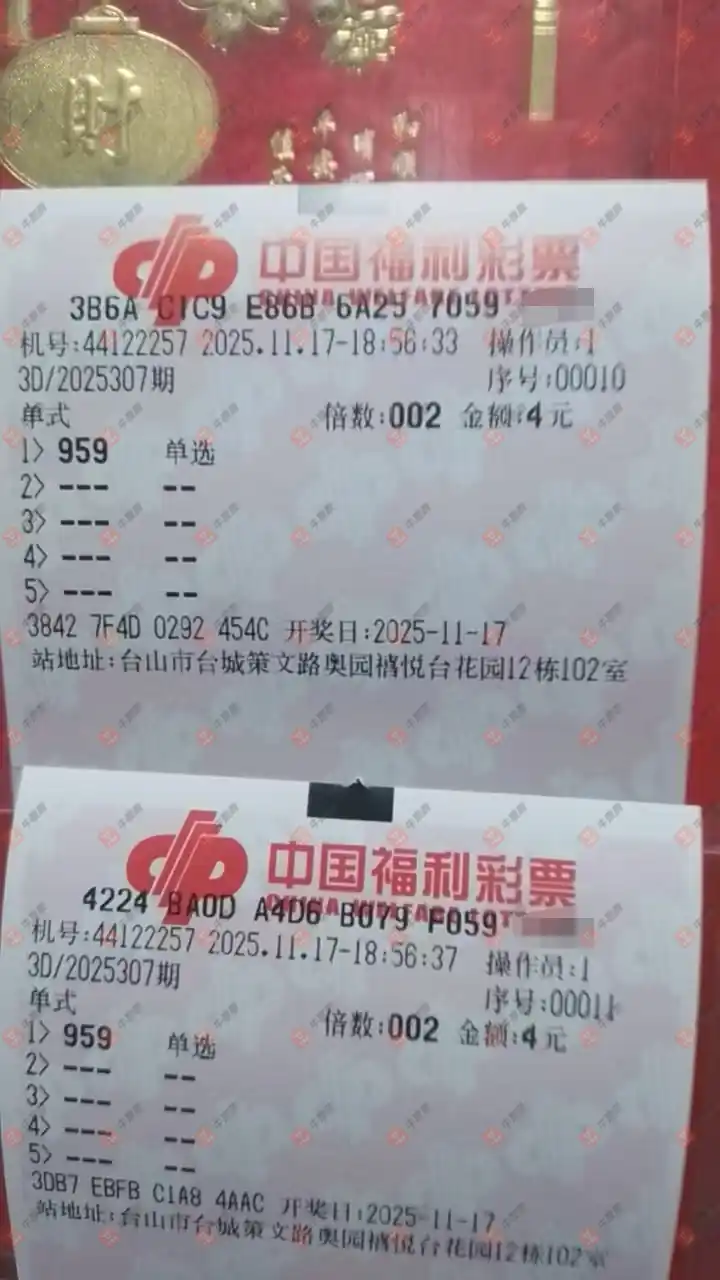 財
中国福利彩票
3B6A C1C9 E86B 6A29 7059
机号:44122257 2025.11.17-18:56:33 操作员:1
3D/2025307期 序号:00010
单式 倍数:002 金额:4元
1> 959 单选
2> --- --
3> --- --
4> --- --
5> --- --
3842 7F4D 0292 454C 开奖日:2025-11-17
站地址:台山市台城策文路奥园禧悦台花园12栋102室
中国福利彩票
4224 BA0D A4D6 B079 F059
机号:44122257 2025.11.17-18:56:37 操作员:1
3D/2025307期 序号:00011
单式 倍数:002 金额:4元
1> 959 单选
2> --- --
3> --- --
4> --- --
5> --- --
3DB7 EBFB C1A8 4AAC 开奖日:2025-11-17
站地址:台山市台城策文路奥园禧悦台花园12栋102室